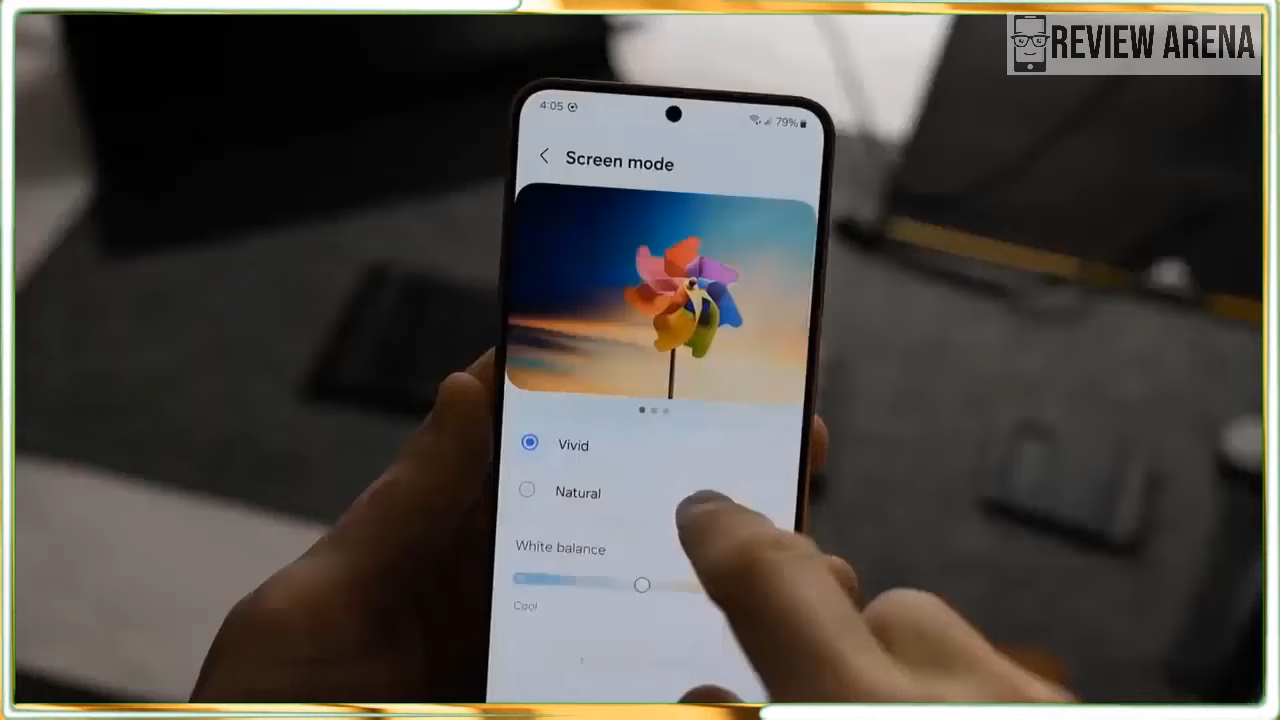 REVIEW ARENA
4:05
79%
Screen mode
Vivid
Natural
White balance
Cool